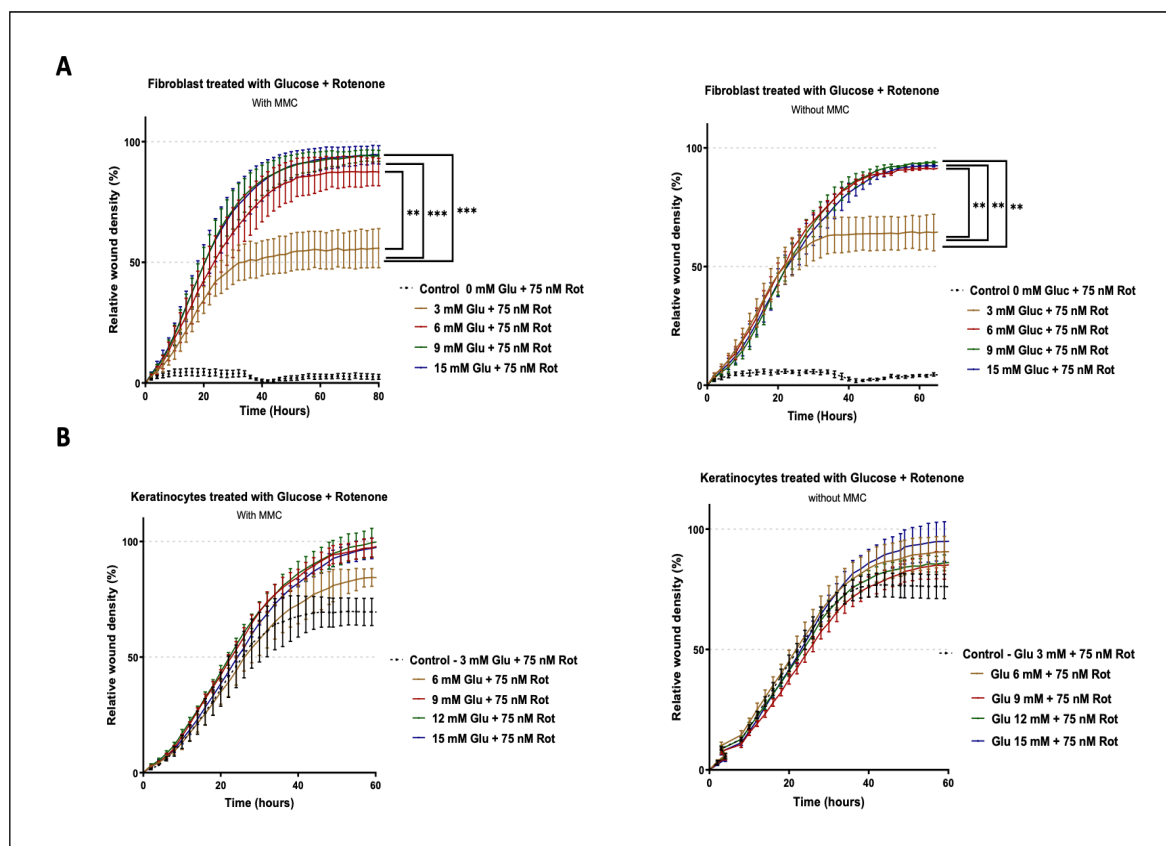 A
Fibroblast treated with Glucose + Rotenone
With MMC
Relative wound density (%)
100
50
0
0 20 40 60 80
Time (Hours)
** *** ***
Control 0 mM Glu + 75 nM Rot
3 mM Glu + 75 nM Rot
6 mM Glu + 75 nM Rot
9 mM Glu + 75 nM Rot
15 mM Glu + 75 nM Rot
Fibroblast treated with Glucose + Rotenone
Without MMC
Relative wound density (%)
100
50
0
0 20 40 60
Time (Hours)
** ** **
Control 0 mM Gluc + 75 nM Rot
3 mM Gluc + 75 nM Rot
6 mM Gluc + 75 nM Rot
9 mM Gluc + 75 nM Rot
15 mM Gluc + 75 nM Rot
B
Keratinocytes treated with Glucose + Rotenone
With MMC
Relative wound density (%)
100
50
0
0 20 40 60
Time (hours)
Control - 3 mM Glu + 75 nM Rot
6 mM Glu + 75 nM Rot
9 mM Glu + 75 nM Rot
12 mM Glu + 75 nM Rot
15 mM Glu + 75 nM Rot
Keratinocytes treated with Glucose + Rotenone
without MMC
Relative wound density (%)
100
50
0
0 20 40 60
Time (hours)
Control - Glu 3 mM + 75 nM Rot
Glu 6 mM + 75 nM Rot
Glu 9 mM + 75 nM Rot
Glu 12 mM + 75 nM Rot
Glu 15 mM + 75 nM Rot